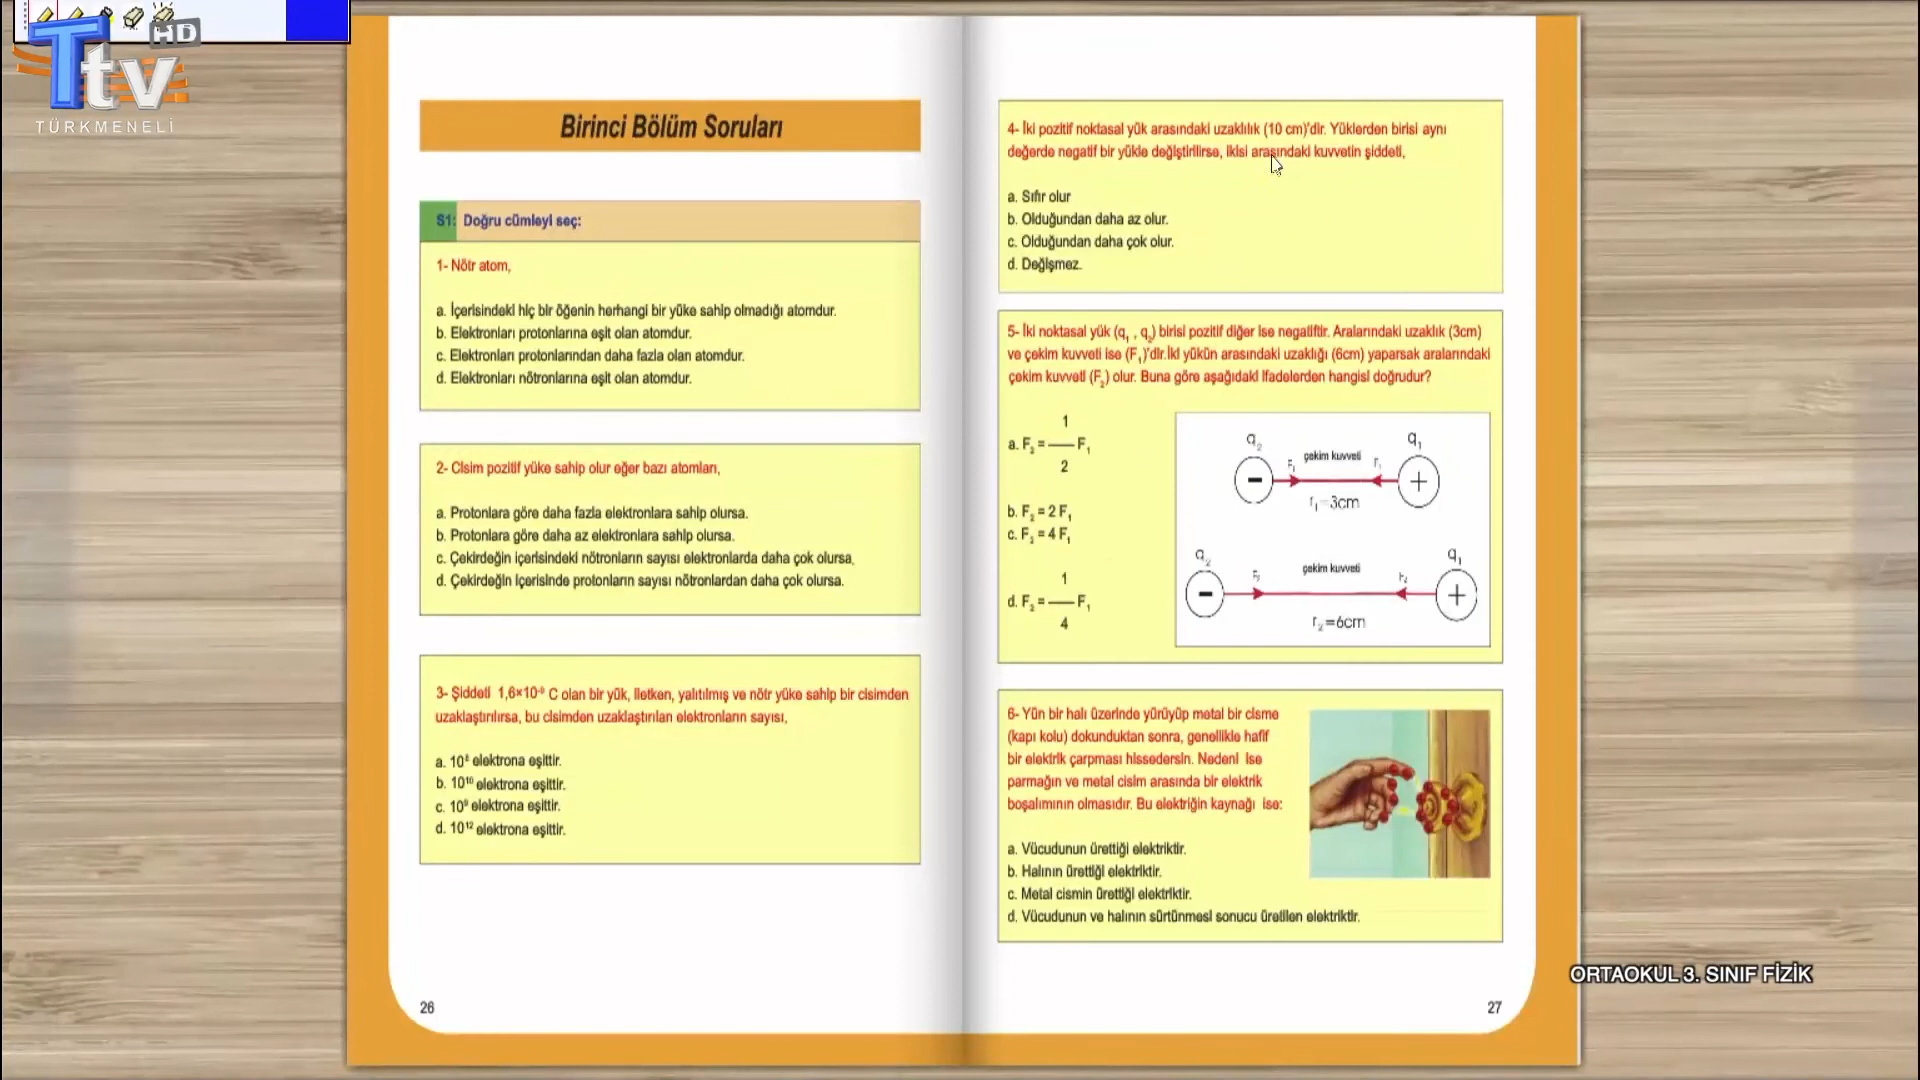 Ttv HD
TÜRKMENELİ
Birinci Bölüm Soruları
S1: Doğru cümleyi seç:
1- Nötr atom,
a. İçerisindeki hiç bir öğenin herhangi bir yüke sahip olmadığı atomdur.
b. Elektronları protonlarına eşit olan atomdur.
c. Elektronları protonlarından daha fazla olan atomdur.
d. Elektronları nötronlarına eşit olan atomdur.
2- Cisim pozitif yüke sahip olur eğer bazı atomları,
a. Protonlara göre daha fazla elektronlara sahip olursa.
b. Protonlara göre daha az elektronlara sahip olursa.
c. Çekirdeğin içerisindeki nötronların sayısı elektronlarda daha çok olursa,
d. Çekirdeğin içerisinde protonların sayısı nötronlardan daha çok olursa.
3- Şiddeti 1,6×10⁻⁹ C olan bir yük, iletken, yalıtılmış ve nötr yüke sahip bir cisimden
uzaklaştırılırsa, bu cisimden uzaklaştırılan elektronların sayısı,
a. 10⁸ elektrona eşittir.
b. 10¹⁰ elektrona eşittir.
c. 10⁹ elektrona eşittir.
d. 10¹² elektrona eşittir.
26
4- İki pozitif noktasal yük arasındaki uzaklılık (10 cm)'dir. Yüklerden birisi aynı
değerde negatif bir yükle değiştirilirse, ikisi arasındaki kuvvetin şiddeti,
a. Sıfır olur
b. Olduğundan daha az olur.
c. Olduğundan daha çok olur.
d. Değişmez.
5- İki noktasal yük (q₁ , q₂) birisi pozitif diğer ise negatiftir. Aralarındaki uzaklık (3cm)
ve çekim kuvveti ise (F₁)'dir.İki yükün arasındaki uzaklığı (6cm) yaparsak aralarındaki
çekim kuvveti (F₂) olur. Buna göre aşağıdaki ifadelerden hangisi doğrudur?
a. F₂ = 1/2 F₁
b. F₂ = 2 F₁
c. F₂ = 4 F₁
d. F₂ = 1/4 F₁
q₂ q₁
F₁ çekim kuvveti F₁
r₁=3cm
q₂ q₁
F₂ çekim kuvveti F₂
r₂=6cm
6- Yün bir halı üzerinde yürüyüp metal bir cisme
(kapı kolu) dokunduktan sonra, genellikle hafif
bir elektrik çarpması hissedersin. Nedeni ise
parmağın ve metal cisim arasında bir elektrik
boşalımının olmasıdır. Bu elektriğin kaynağı ise:
a. Vücudunun ürettiği elektriktir.
b. Halının ürettiği elektriktir.
c. Metal cismin ürettiği elektriktir.
d. Vücudunun ve halının sürtünmesi sonucu üretilen elektriktir.
27
ORTAOKUL 3. SINIF FİZİK